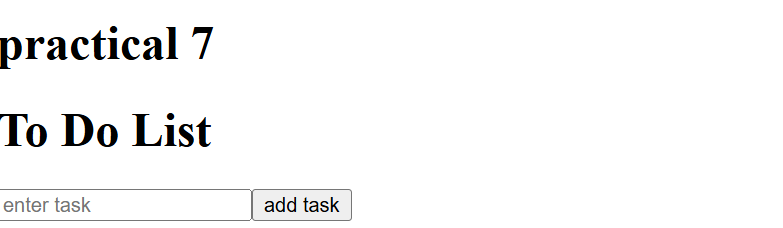 practical 7
To Do List
enter task add task